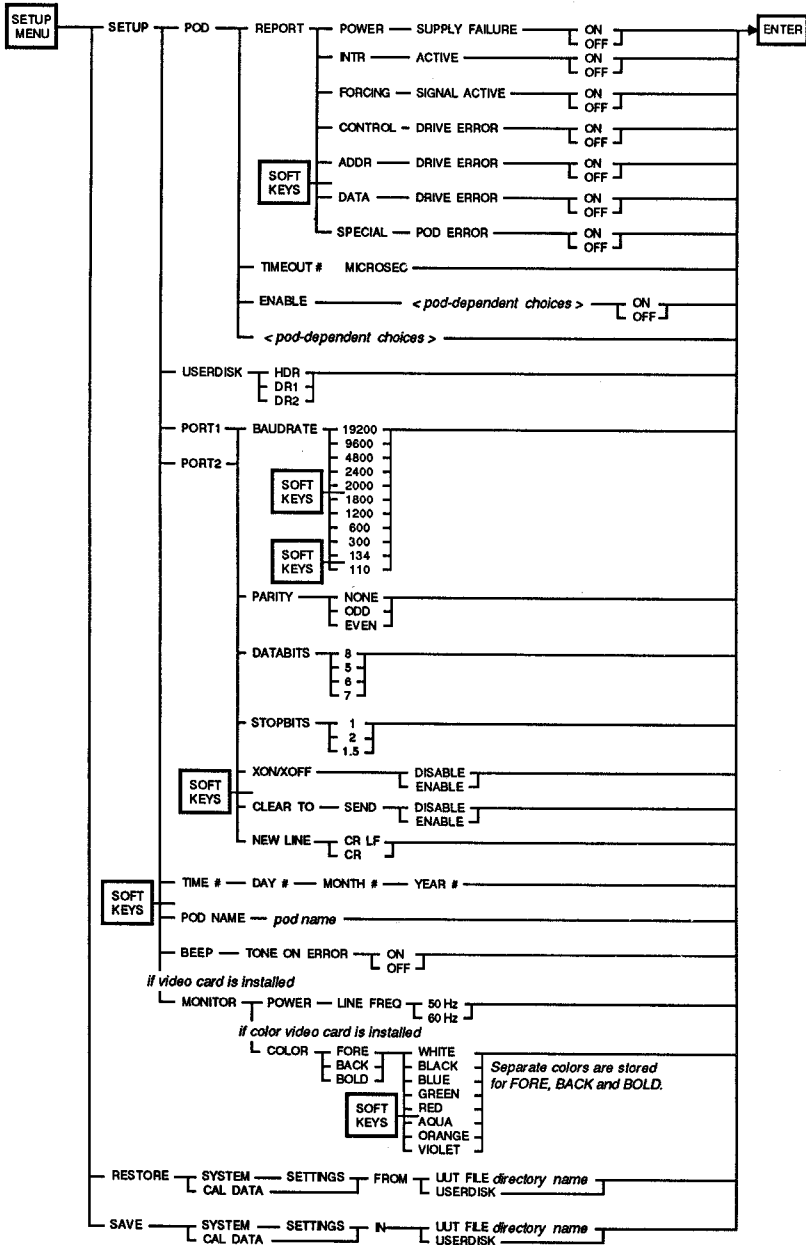 SETUP MENU
SETUP POD REPORT POWER SUPPLY FAILURE ON ENTER
OFF
INTR ACTIVE ON
OFF
FORCING SIGNAL ACTIVE ON
OFF
CONTROL DRIVE ERROR ON
OFF
SOFT KEYS
ADDR DRIVE ERROR ON
OFF
DATA DRIVE ERROR ON
OFF
SPECIAL POD ERROR ON
OFF
TIMEOUT # MICROSEC
ENABLE < pod-dependent choices > ON
OFF
< pod-dependent choices >
USERDISK HDR
DR1
DR2
PORT1 BAUDRATE 19200
9600
4800
PORT2
2400
SOFT KEYS
2000
1800
1200
600
SOFT KEYS
300
134
110
PARITY NONE
ODD
EVEN
DATABITS 8
5
6
7
STOPBITS 1
2
1.5
XON/XOFF DISABLE
ENABLE
SOFT KEYS
CLEAR TO SEND DISABLE
ENABLE
NEW LINE CR LF
CR
TIME # DAY # MONTH # YEAR #
SOFT KEYS
POD NAME pod name
BEEP TONE ON ERROR ON
OFF
if video card is installed
MONITOR POWER LINE FREQ 50 Hz
60 Hz
if color video card is installed
COLOR FORE WHITE
BACK BLACK
BOLD BLUE
Separate colors are stored
for FORE, BACK and BOLD.
GREEN
SOFT KEYS
RED
AQUA
ORANGE
VIOLET
RESTORE SYSTEM SETTINGS FROM UUT FILE directory name
CAL DATA USERDISK
SAVE SYSTEM SETTINGS IN UUT FILE directory name
CAL DATA USERDISK